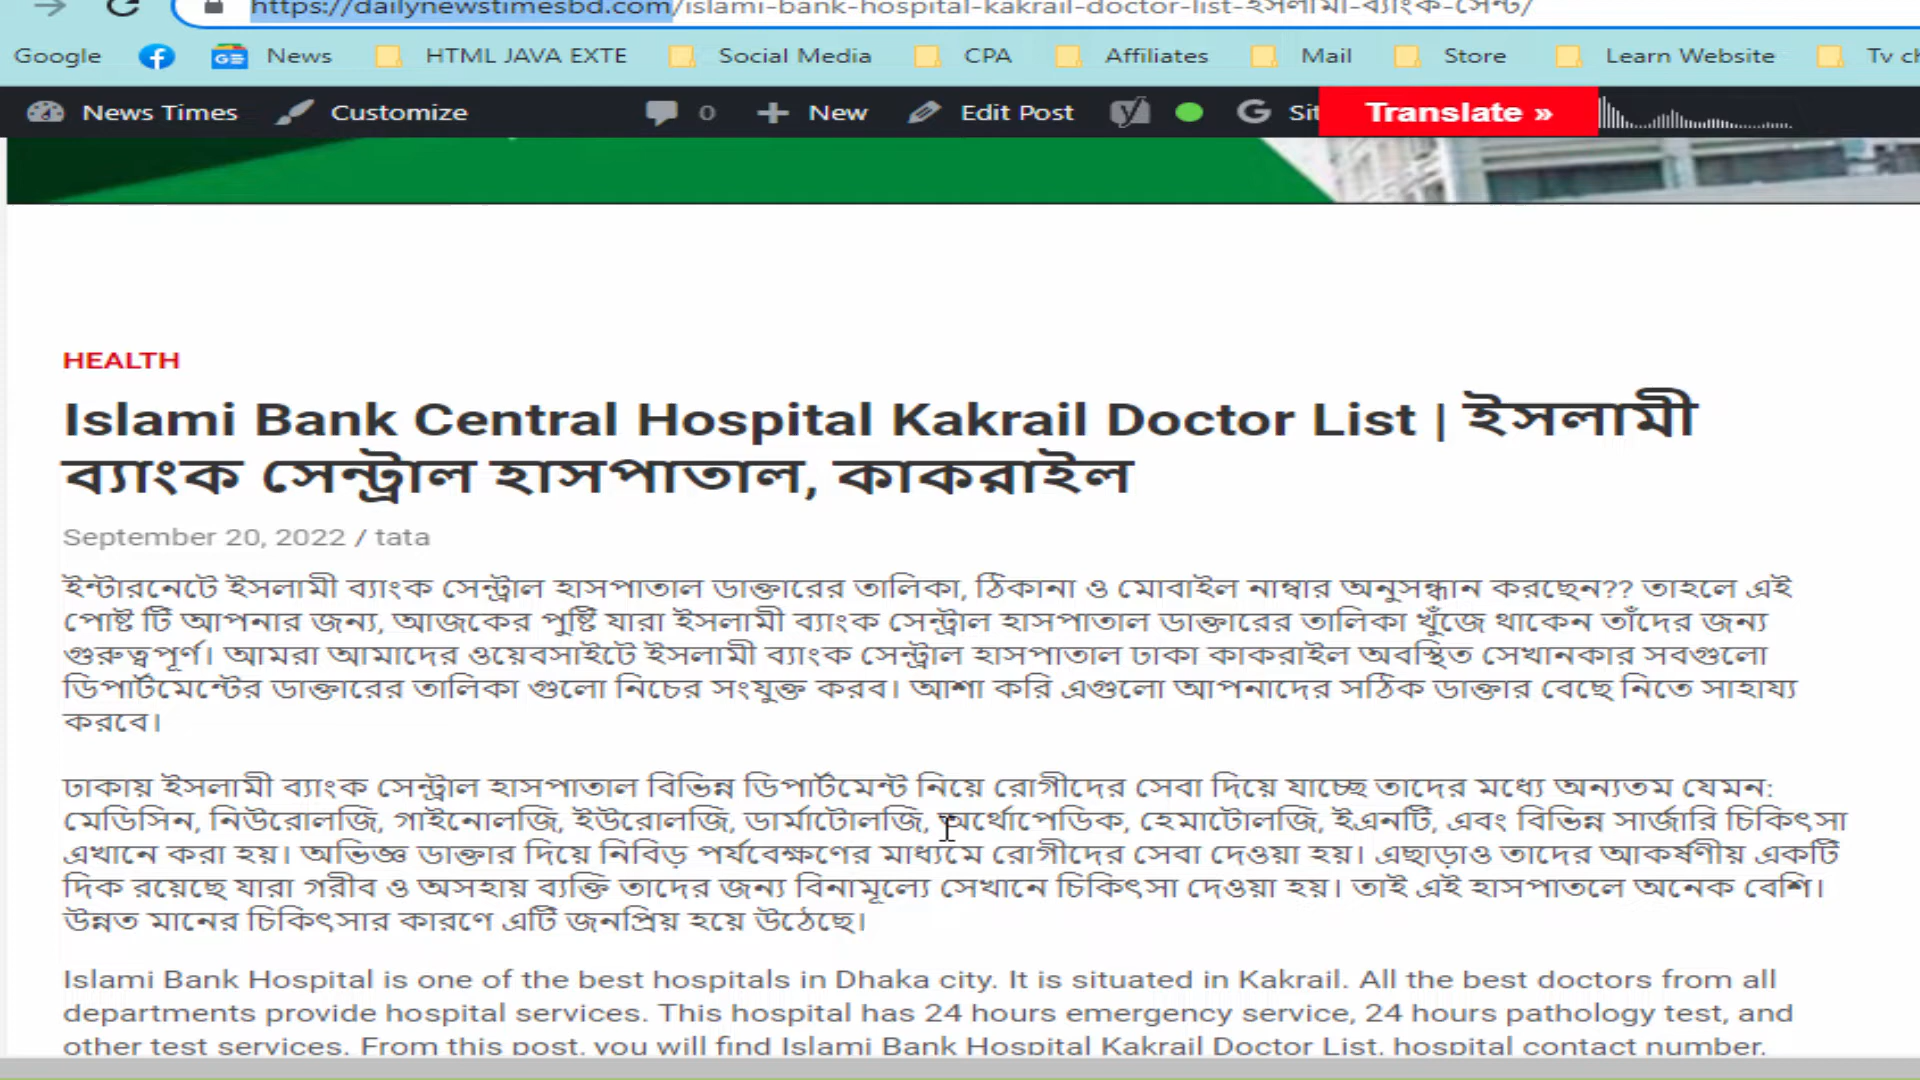 https://dailynewstimesbd.com/islami-bank-hospital-kakrail-doctor-list-ইসলামী-ব্যাংক-সেন্ট/
Google News HTML JAVA EXTE Social Media CPA Affiliates Mail Store Learn Website Tv ch
News Times Customize 0 New Edit Post Sit Translate »
HEALTH
Islami Bank Central Hospital Kakrail Doctor List | ইসলামী
ব্যাংক সেন্ট্রাল হাসপাতাল, কাকরাইল
September 20, 2022 / tata
ইন্টারনেটে ইসলামী ব্যাংক সেন্ট্রাল হাসপাতাল ডাক্তারের তালিকা, ঠিকানা ও মোবাইল নাম্বার অনুসন্ধান করছেন?? তাহলে এই
পোষ্ট টি আপনার জন্য, আজকের পুষ্টি যারা ইসলামী ব্যাংক সেন্ট্রাল হাসপাতাল ডাক্তারের তালিকা খুঁজে থাকেন তাঁদের জন্য
গুরুত্বপূর্ণ। আমরা আমাদের ওয়েবসাইটে ইসলামী ব্যাংক সেন্ট্রাল হাসপাতাল ঢাকা কাকরাইল অবস্থিত সেখানকার সবগুলো
ডিপার্টমেন্টের ডাক্তারের তালিকা গুলো নিচের সংযুক্ত করব। আশা করি এগুলো আপনাদের সঠিক ডাক্তার বেছে নিতে সাহায্য
করবে।
ঢাকায় ইসলামী ব্যাংক সেন্ট্রাল হাসপাতাল বিভিন্ন ডিপার্টমেন্ট নিয়ে রোগীদের সেবা দিয়ে যাচ্ছে তাদের মধ্যে অন্যতম যেমন:
মেডিসিন, নিউরোলজি, গাইনোলজি, ইউরোলজি, ডার্মাটোলজি, অর্থোপেডিক, হেমাটোলজি, ইএনটি, এবং বিভিন্ন সার্জারি চিকিৎসা
এখানে করা হয়। অভিজ্ঞ ডাক্তার দিয়ে নিবিড় পর্যবেক্ষণের মাধ্যমে রোগীদের সেবা দেওয়া হয়। এছাড়াও তাদের আকর্ষণীয় একটি
দিক রয়েছে যারা গরীব ও অসহায় ব্যক্তি তাদের জন্য বিনামূল্যে সেখানে চিকিৎসা দেওয়া হয়। তাই এই হাসপাতলে অনেক বেশি।
উন্নত মানের চিকিৎসার কারণে এটি জনপ্রিয় হয়ে উঠেছে।
Islami Bank Hospital is one of the best hospitals in Dhaka city. It is situated in Kakrail. All the best doctors from all
departments provide hospital services. This hospital has 24 hours emergency service, 24 hours pathology test, and
other test services. From this post, you will find Islami Bank Hospital Kakrail Doctor List, hospital contact number,